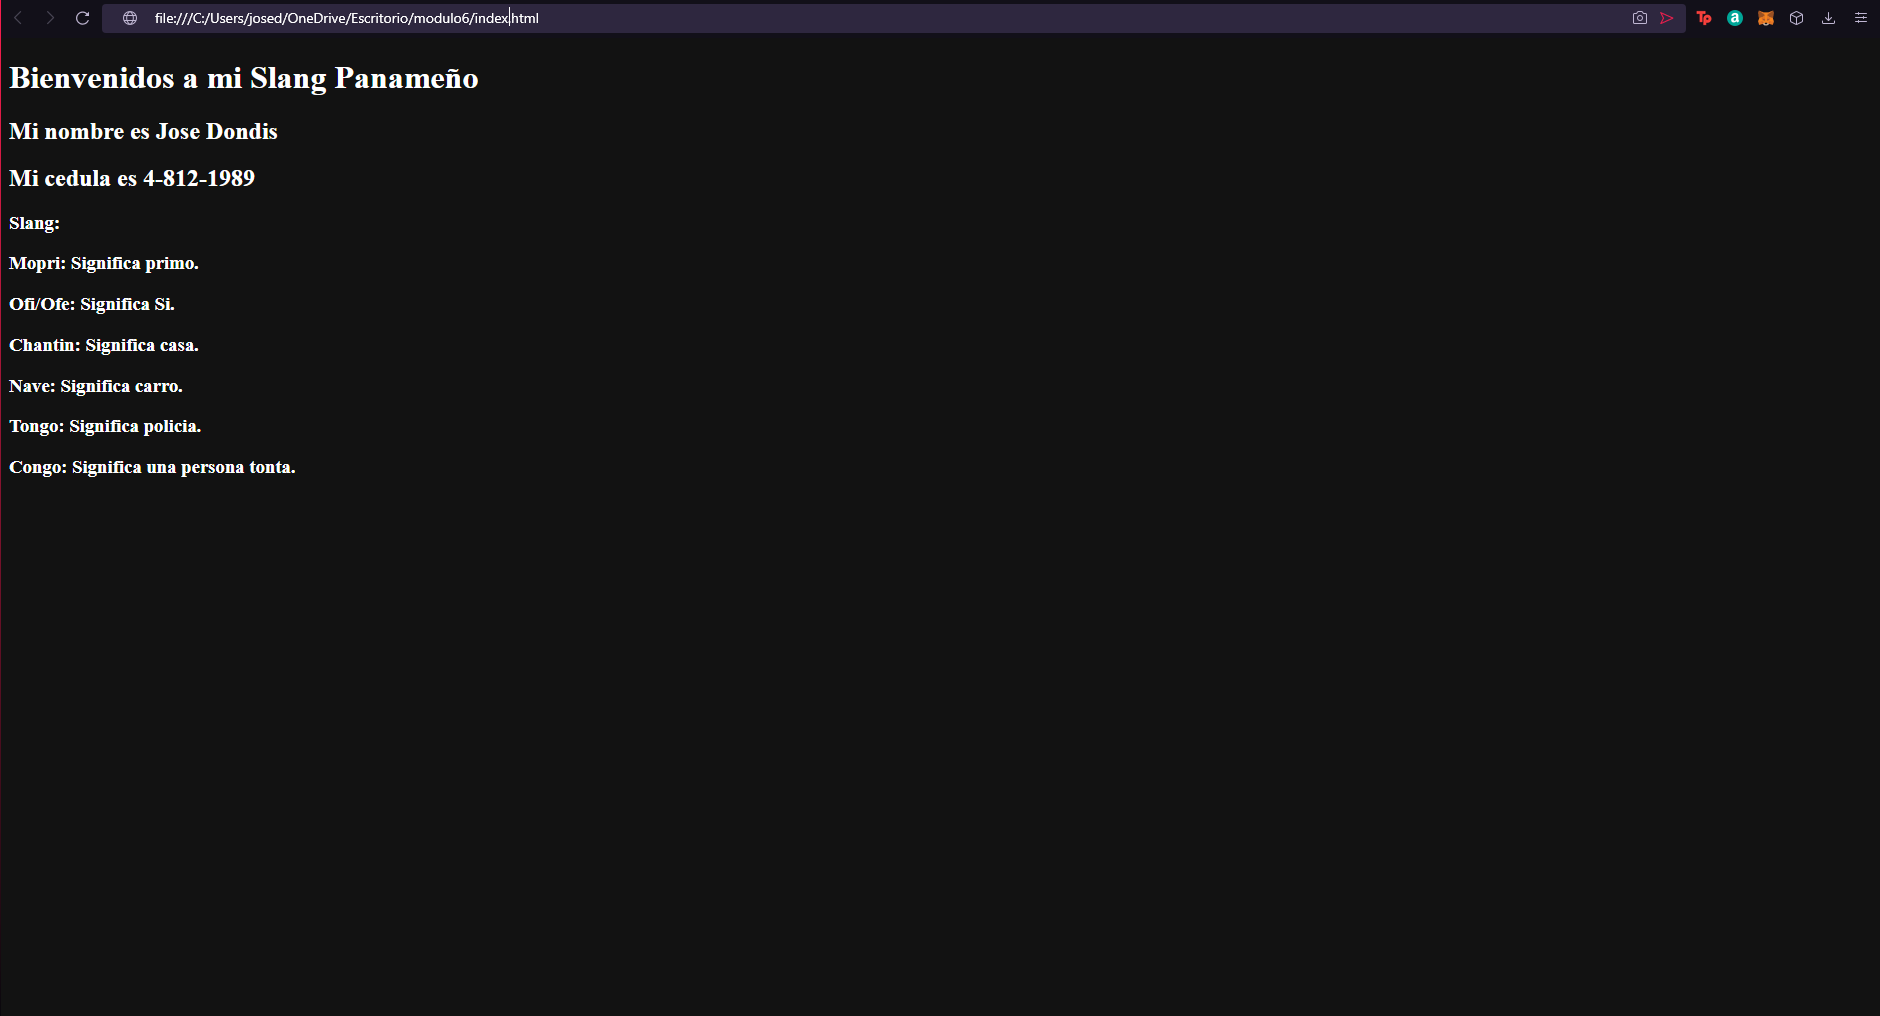 file:///C:/Users/josed/OneDrive/Escritorio/modulo6/index.html
Tp
a
Bienvenidos a mi Slang Panameño
Mi nombre es Jose Dondis
Mi cedula es 4-812-1989
Slang:
Mopri: Significa primo.
Ofi/Ofe: Significa Si.
Chantin: Significa casa.
Nave: Significa carro.
Tongo: Significa policia.
Congo: Significa una persona tonta.